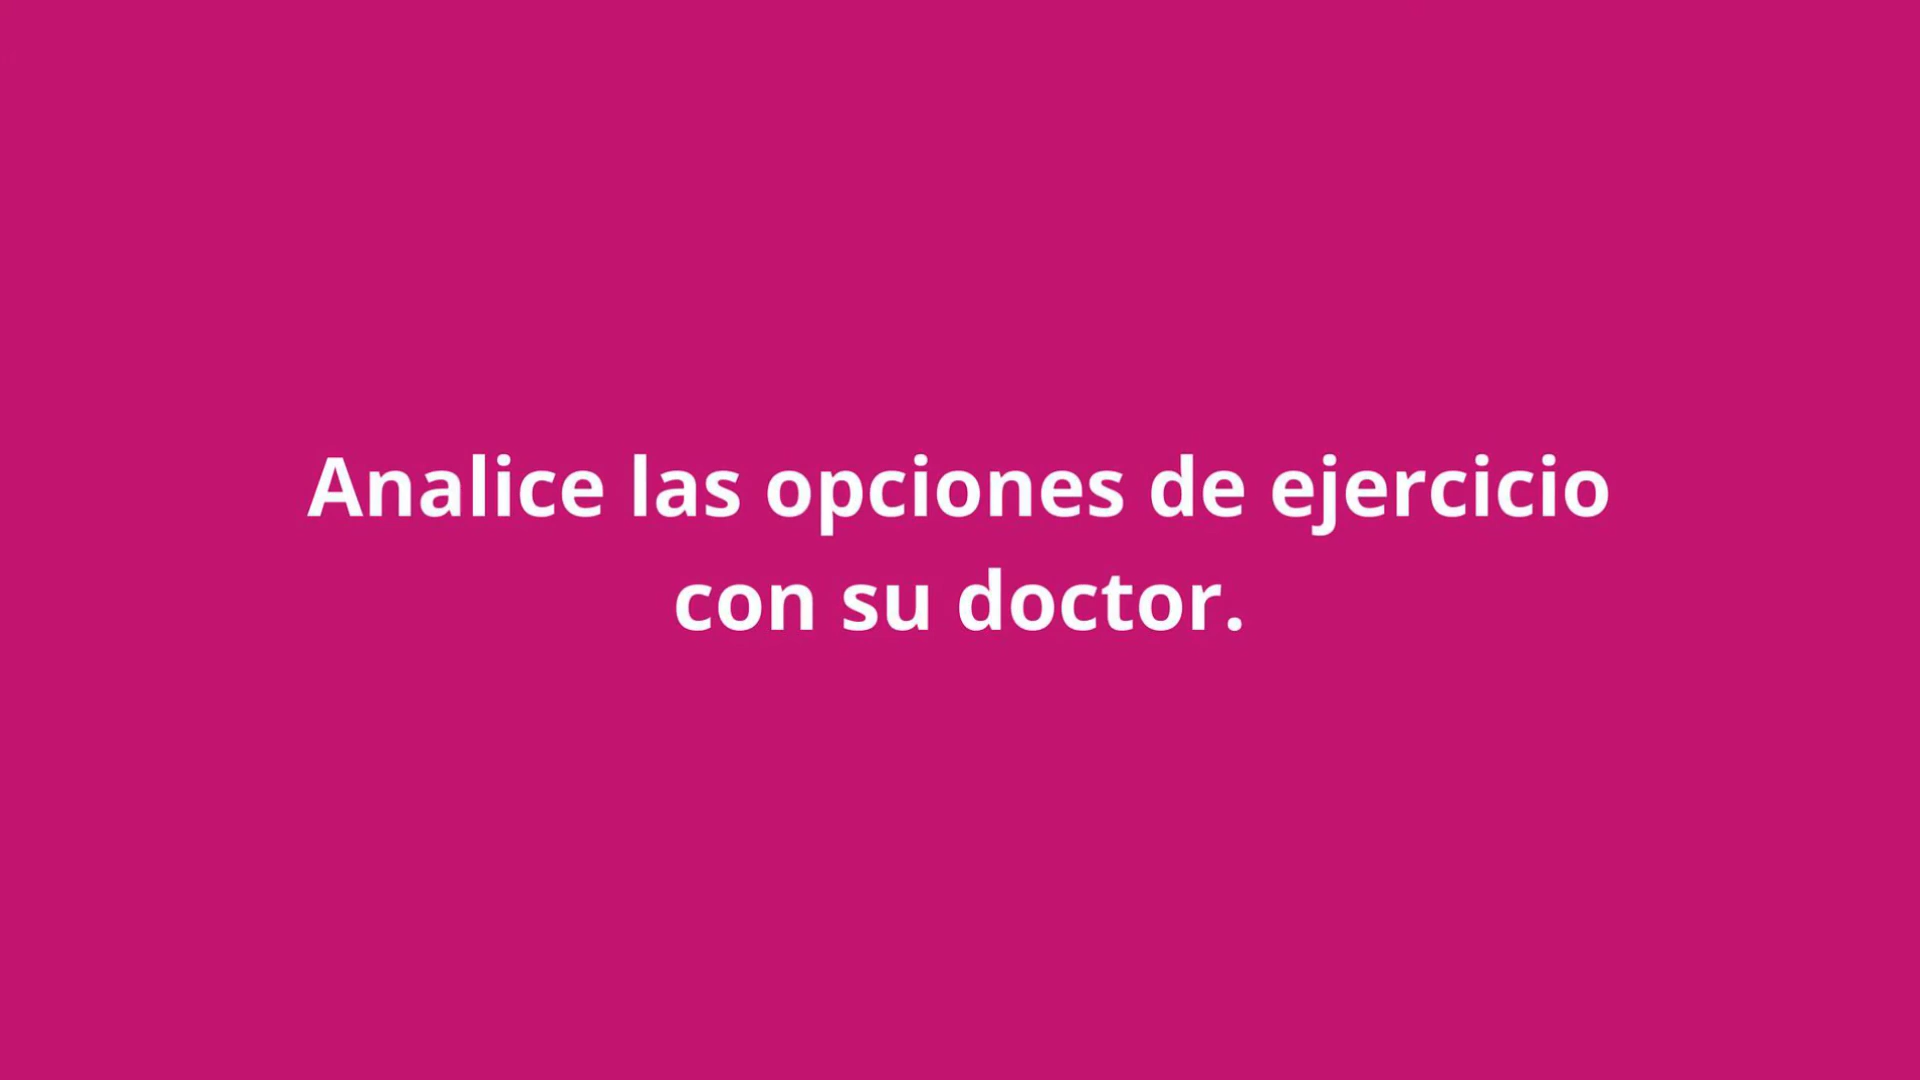 Analice las opciones de ejercicio
con su doctor.